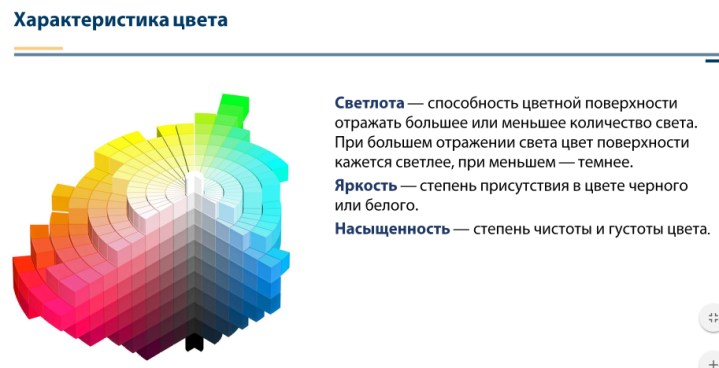 Характеристика цвета
Светлота — способность цветной поверхности
отражать большее или меньшее количество света.
При большем отражении света цвет поверхности
кажется светлее, при меньшем — темнее.
Яркость — степень присутствия в цвете черного
или белого.
Насыщенность — степень чистоты и густоты цвета.